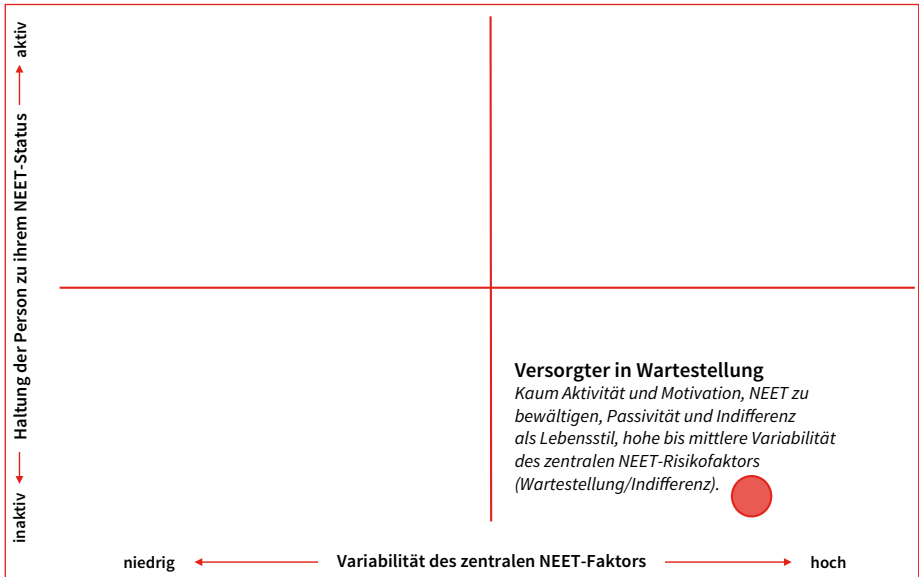 aktiv
Haltung der Person zu ihrem NEET-Status
inaktiv
Versorgter in Wartestellung
Kaum Aktivität und Motivation, NEET zu
bewältigen, Passivität und Indifferenz
als Lebensstil, hohe bis mittlere Variabilität
des zentralen NEET-Risikofaktors
(Wartestellung/Indifferenz).
niedrig
Variabilität des zentralen NEET-Faktors
hoch